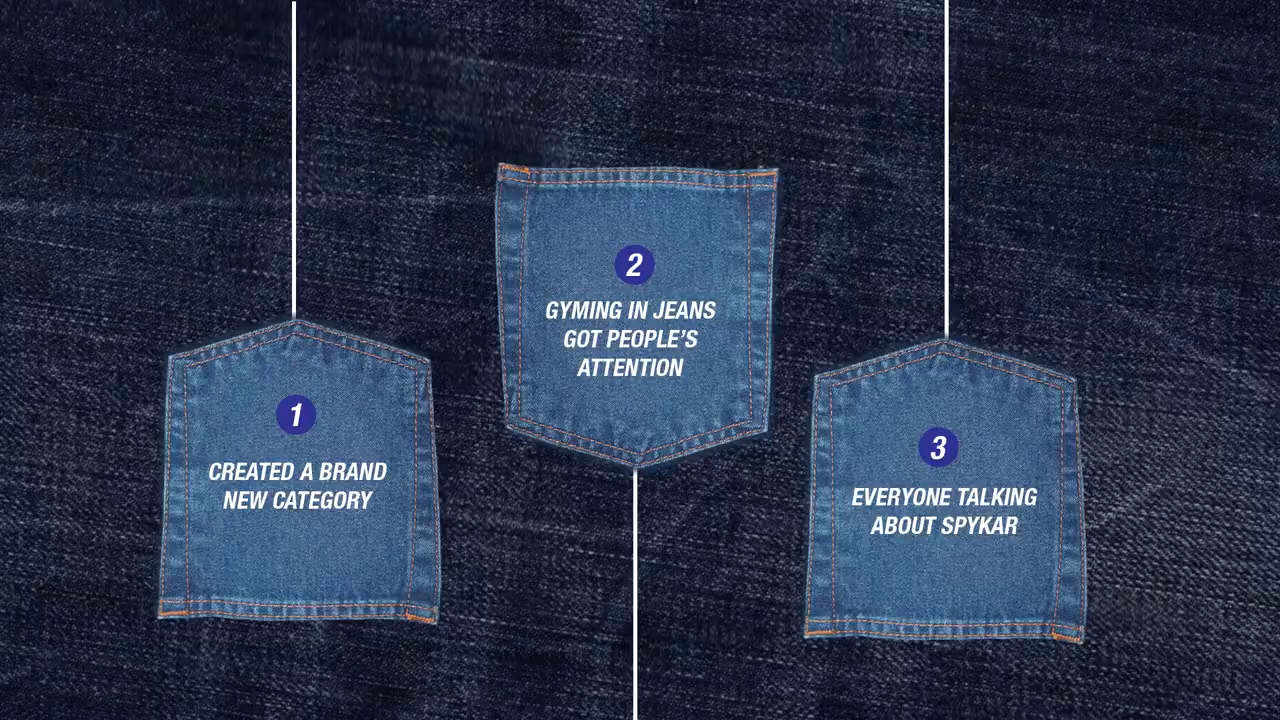 1
CREATED A BRAND
NEW CATEGORY
2
GYMING IN JEANS
GOT PEOPLE'S
ATTENTION
3
EVERYONE TALKING
ABOUT SPYKAR